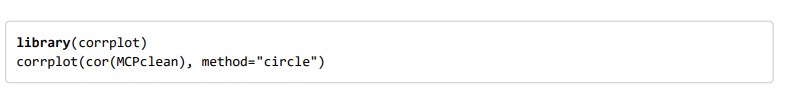 library(corrplot)
corrplot(cor(MCPclean), method="circle")